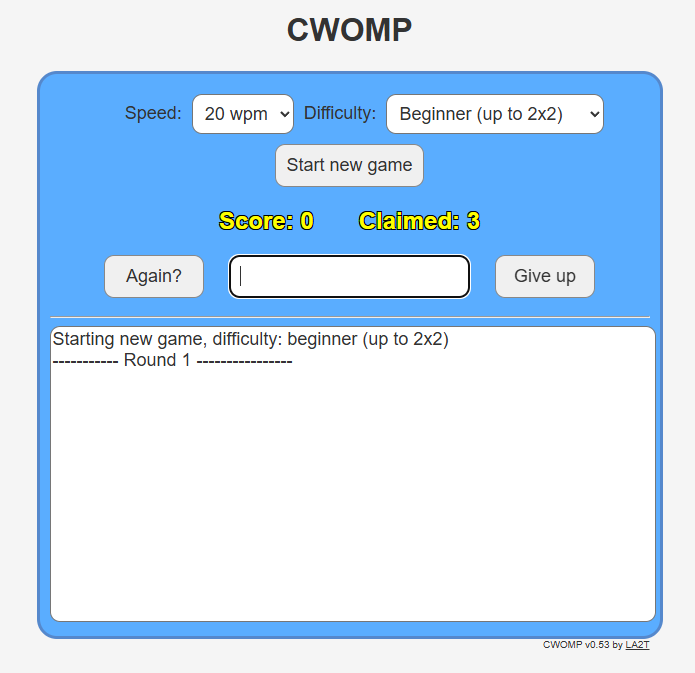 CWOMP
Speed: 20 wpm Difficulty: Beginner (up to 2x2)
Start new game
Score: 0 Claimed: 3
Again? Give up
Starting new game, difficulty: beginner (up to 2x2)
----------- Round 1 ----------------
CWOMP v0.53 by LA2T